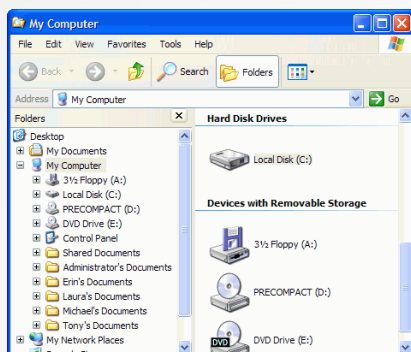 My Computer
File Edit View Favorites Tools Help
Back Search Folders
Address My Computer Go
Folders
Desktop
My Documents
My Computer
3½ Floppy (A:)
Local Disk (C:)
PRECOMPACT (D:)
DVD Drive (E:)
Control Panel
Shared Documents
Administrator's Documents
Erin's Documents
Laura's Documents
Michael's Documents
Tony's Documents
My Network Places
Hard Disk Drives
Local Disk (C:)
Devices with Removable Storage
3½ Floppy (A:)
PRECOMPACT (D:)
DVD
DVD Drive (E:)